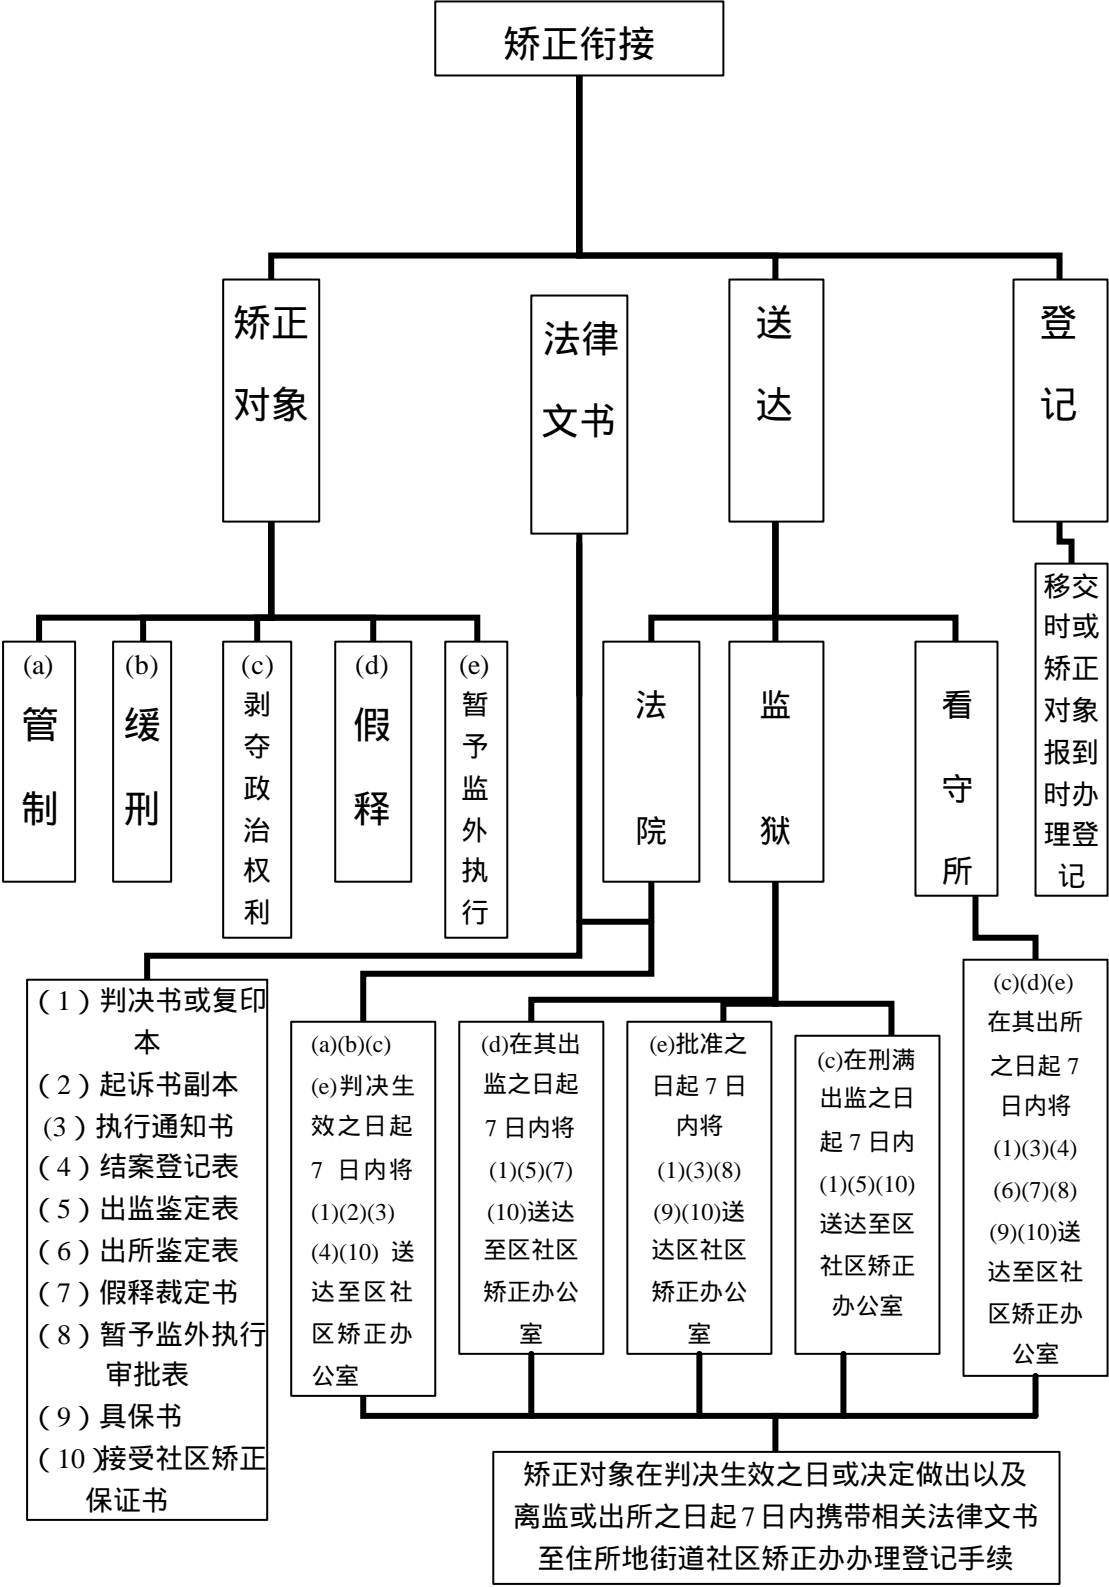 矫正衔接
矫正
对象
法律
文书
送
达
登
记
(a)
管
制
(b)
缓
刑
(c)
剥
夺
政
治
权
利
(d)
假
释
(e)
暂
予
监
外
执
行
法
院
监
狱
看
守
所
移交
时或
矫正
对象
报到
时办
理登
记
（1）判决书或复印
本
（2）起诉书副本
(3）执行通知书
（4）结案登记表
（5）出监鉴定表
（6）出所鉴定表
（7）假释裁定书
（8）暂予监外执行
审批表
（9）具保书
（10）接受社区矫正
保证书
(a)(b)(c)
(e)判决生
效之日起
7 日内将
(1)(2)(3)
(4)(10) 送
达至区社
区矫正办
公室
(d)在其出
监之日起
7 日内将
(1)(5)(7)
(10)送达
至区社区
矫正办公
室
(e)批准之
日起 7 日
内将
(1)(3)(8)
(9)(10)送
达区社区
矫正办公
室
(c)在刑满
出监之日
起 7 日内
(1)(5)(10)
送达至区
社区矫正
办公室
(c)(d)(e)
在其出所
之日起 7
日内将
(1)(3)(4)
(6)(7)(8)
(9)(10)送
达至区社
区矫正办
公室
矫正对象在判决生效之日或决定做出以及
离监或出所之日起 7 日内携带相关法律文书
至住所地街道社区矫正办办理登记手续